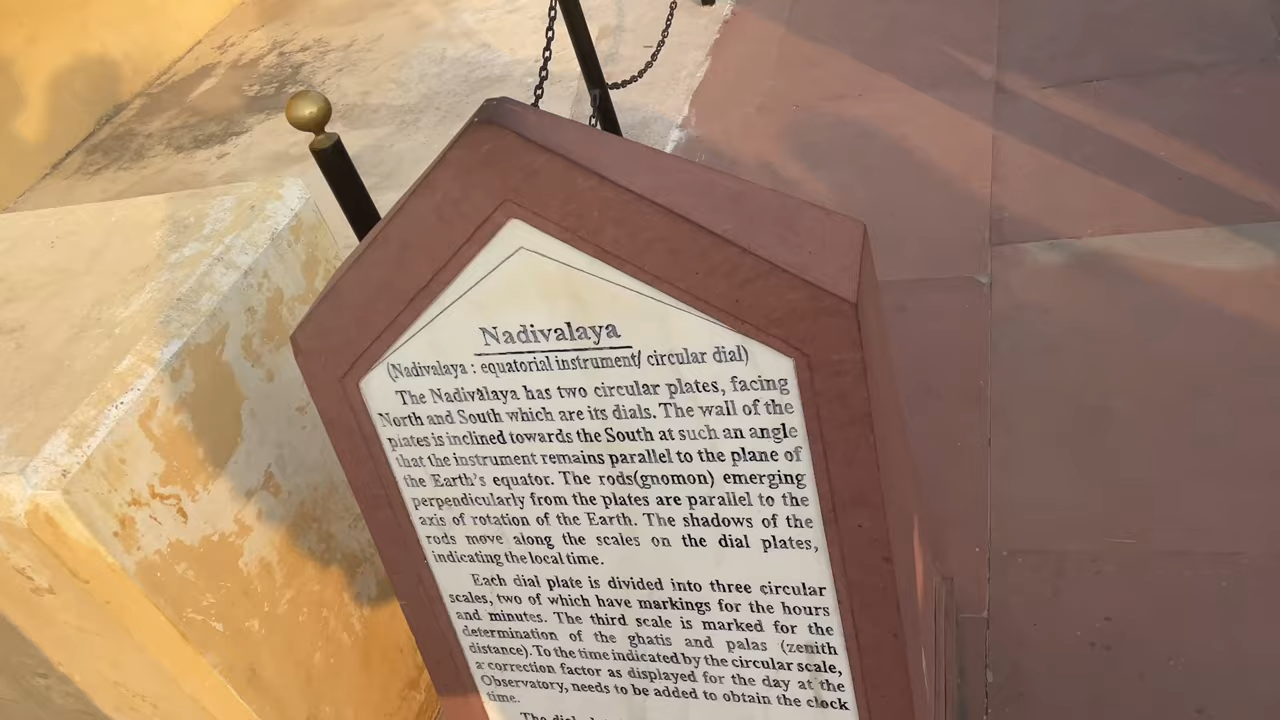 Nadivalaya
(Nadivalaya : equatorial instrument/ circular dial)
The Nadivalaya has two circular plates, facing
North and South which are its dials. The wall of the
plates is inclined towards the South at such an angle
that the instrument remains parallel to the plane of
the Earth's equator. The rods(gnomon) emerging
perpendicularly from the plates are parallel to the
axis of rotation of the Earth. The shadows of the
rods move along the scales on the dial plates,
indicating the local time.
Each dial plate is divided into three circular
scales, two of which have markings for the hours
and minutes. The third scale is marked for the
determination of the ghatis and palas (zenith
distance). To the time indicated by the circular scale,
a correction factor as displayed for the day at the
Observatory, needs to be added to obtain the clock
time.
The dial